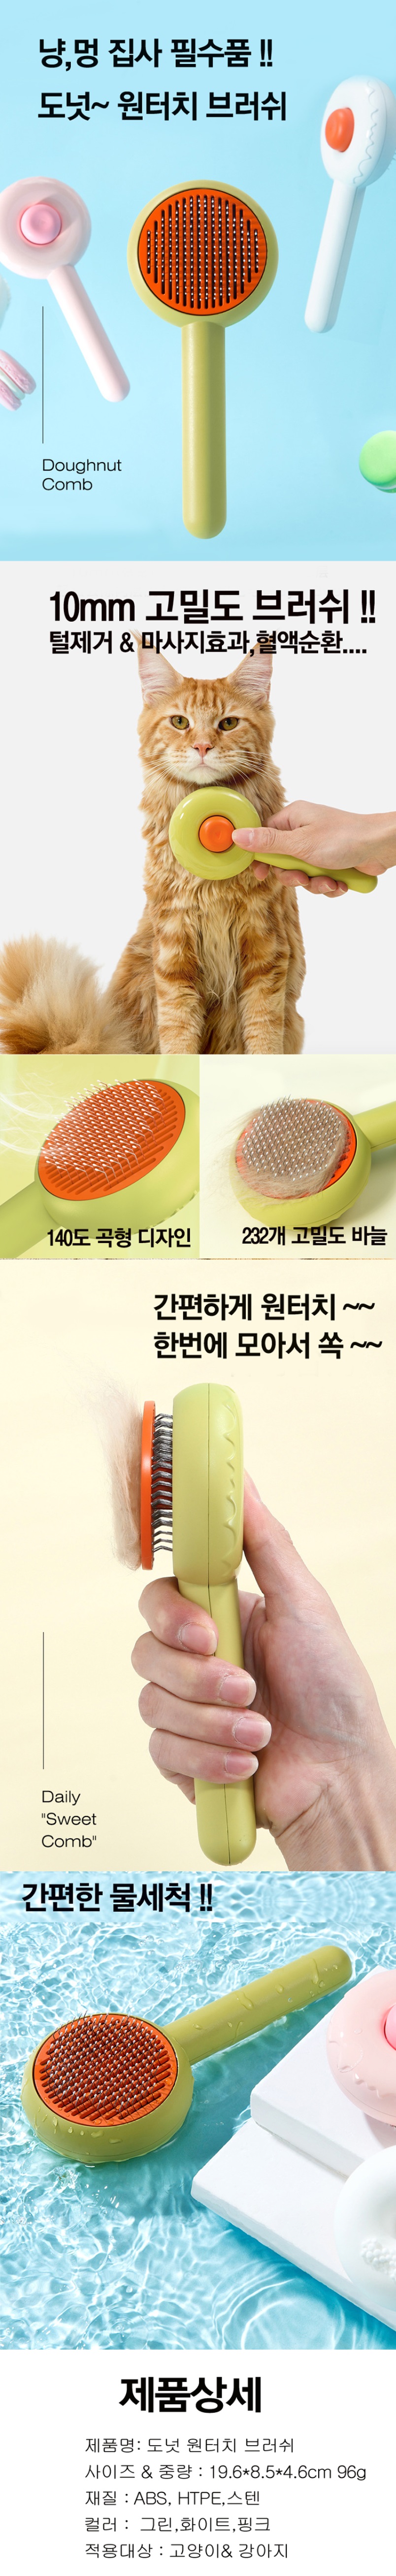 냥,멍 집사 필수품 !!
도넛~ 원터치 브러쉬
Doughnut
Comb
10mm 고밀도 브러쉬 !!
털제거 & 마사지효과,혈액순환....
140도 곡형 디자인
232개 고밀도 바늘
간편하게 원터치 ~~
한번에 모아서 쏙 ~~
Daily
"Sweet
Comb"
간편한 물세척 !!
제품상세
제품명: 도넛 원터치 브러쉬
사이즈 & 중량 : 19.6*8.5*4.6cm 96g
재질 : ABS, HTPE,스텐
컬러 : 그린,화이트,핑크
적용대상 : 고양이& 강아지